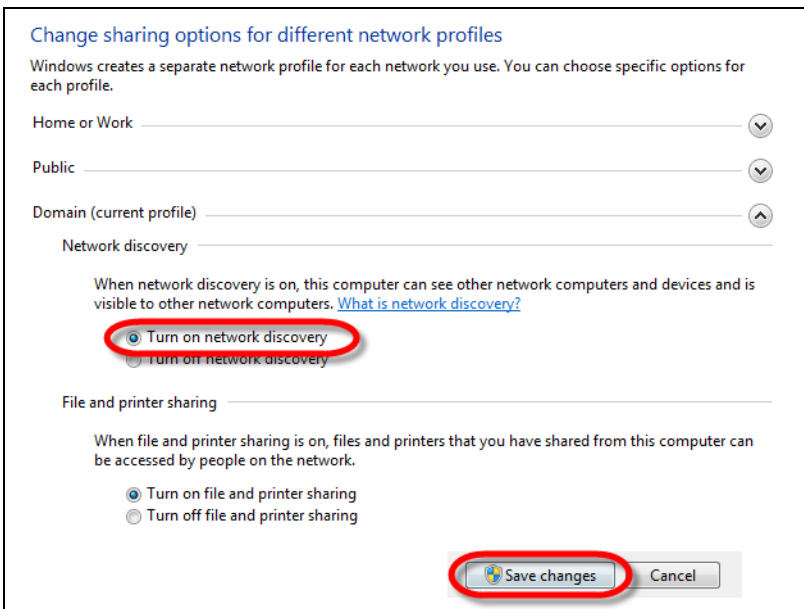 Change sharing options for different network profiles
Windows creates a separate network profile for each network you use. You can choose specific options for
each profile.
Home or Work
Public
Domain (current profile)
Network discovery
When network discovery is on, this computer can see other network computers and devices and is
visible to other network computers. What is network discovery?
Turn on network discovery
Turn off network discovery
File and printer sharing
When file and printer sharing is on, files and printers that you have shared from this computer can
be accessed by people on the network.
Turn on file and printer sharing
Turn off file and printer sharing
Save changes Cancel